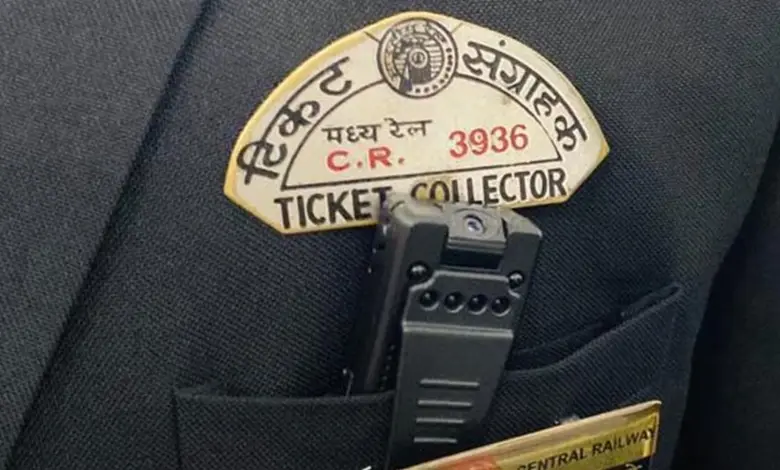 टिकट संग्राहक
मध्य रेल
C.R. 3936
TICKET COLLECTOR
CENTRAL RAILWAY